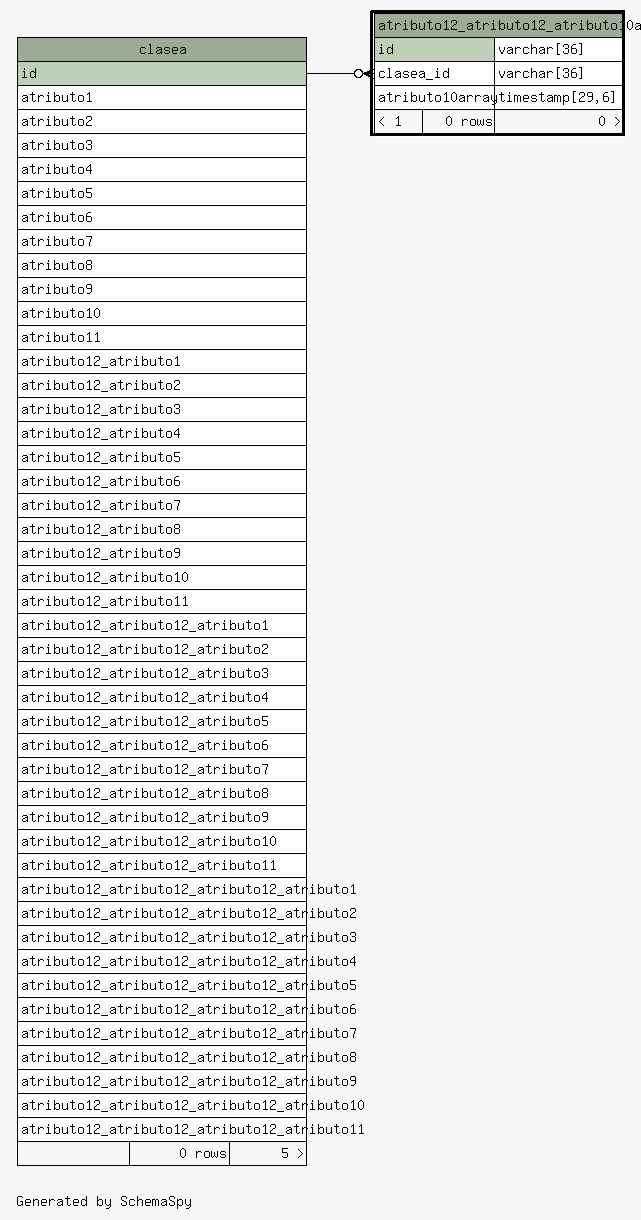 clasea
id
atributo1
atributo2
atributo3
atributo4
atributo5
atributo6
atributo7
atributo8
atributo9
atributo10
atributo11
atributo12_atributo1
atributo12_atributo2
atributo12_atributo3
atributo12_atributo4
atributo12_atributo5
atributo12_atributo6
atributo12_atributo7
atributo12_atributo8
atributo12_atributo9
atributo12_atributo10
atributo12_atributo11
atributo12_atributo12_atributo1
atributo12_atributo12_atributo2
atributo12_atributo12_atributo3
atributo12_atributo12_atributo4
atributo12_atributo12_atributo5
atributo12_atributo12_atributo6
atributo12_atributo12_atributo7
atributo12_atributo12_atributo8
atributo12_atributo12_atributo9
atributo12_atributo12_atributo10
atributo12_atributo12_atributo11
atributo12_atributo12_atributo12_atributo1
atributo12_atributo12_atributo12_atributo2
atributo12_atributo12_atributo12_atributo3
atributo12_atributo12_atributo12_atributo4
atributo12_atributo12_atributo12_atributo5
atributo12_atributo12_atributo12_atributo6
atributo12_atributo12_atributo12_atributo7
atributo12_atributo12_atributo12_atributo8
atributo12_atributo12_atributo12_atributo9
atributo12_atributo12_atributo12_atributo10
atributo12_atributo12_atributo12_atributo11
0 rows 5 >
atributo12_atributo12_atributo10a
id varchar[36]
clasea_id varchar[36]
atributo10array timestamp[29,6]
< 1 0 rows 0 >
Generated by SchemaSpy